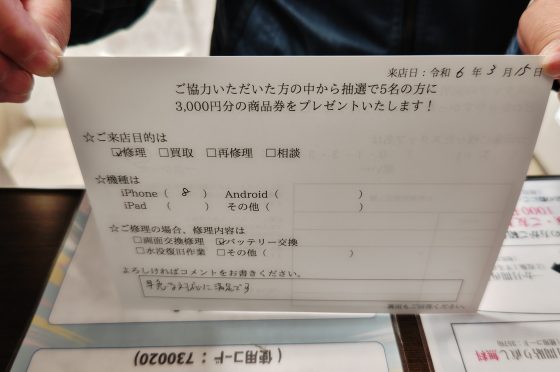 来店日：令和 6 年 3 月 15 日
ご協力いただいた方の中から抽選で5名の方に
3,000円分の商品券をプレゼントいたします！
☆ご来店目的は
☑修理 □買取 □再修理 □相談
☆機種は
iPhone（ 8 ） Android（ ）
iPad（ ） その他（ ）
☆ご修理の場合、修理内容は
□画面交換修理 ☑バッテリー交換
□水没復旧作業 □その他（ ）
よろしければコメントをお書きください。
早急な対応に満足です
（使用コード：730020）